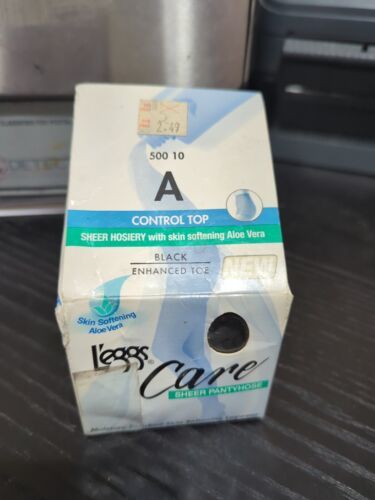 2.49
500 10
A
CONTROL TOP
SHEER HOSIERY with skin softening Aloe Vera
BLACK
ENHANCED TOE
NEW
Skin Softening
Aloe Vera
L'eggs®
Care
SHEER PANTYHOSE